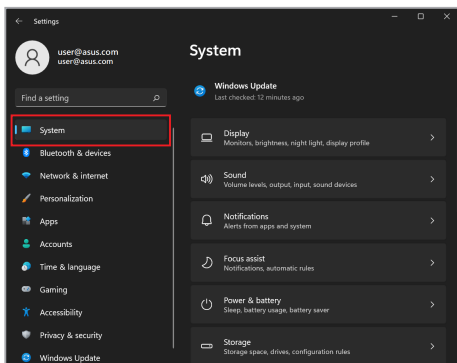 Settings
user@asus.com
user@asus.com
Find a setting
System
Bluetooth & devices
Network & internet
Personalization
Apps
Accounts
Time & language
Gaming
Accessibility
Privacy & security
Windows Update
System
Windows Update
Last checked: 12 minutes ago
Display
Monitors, brightness, night light, display profile
Sound
Volume levels, output, input, sound devices
Notifications
Alerts from apps and system
Focus assist
Notifications, automatic rules
Power & battery
Sleep, battery usage, battery saver
Storage
Storage space, drives, configuration rules